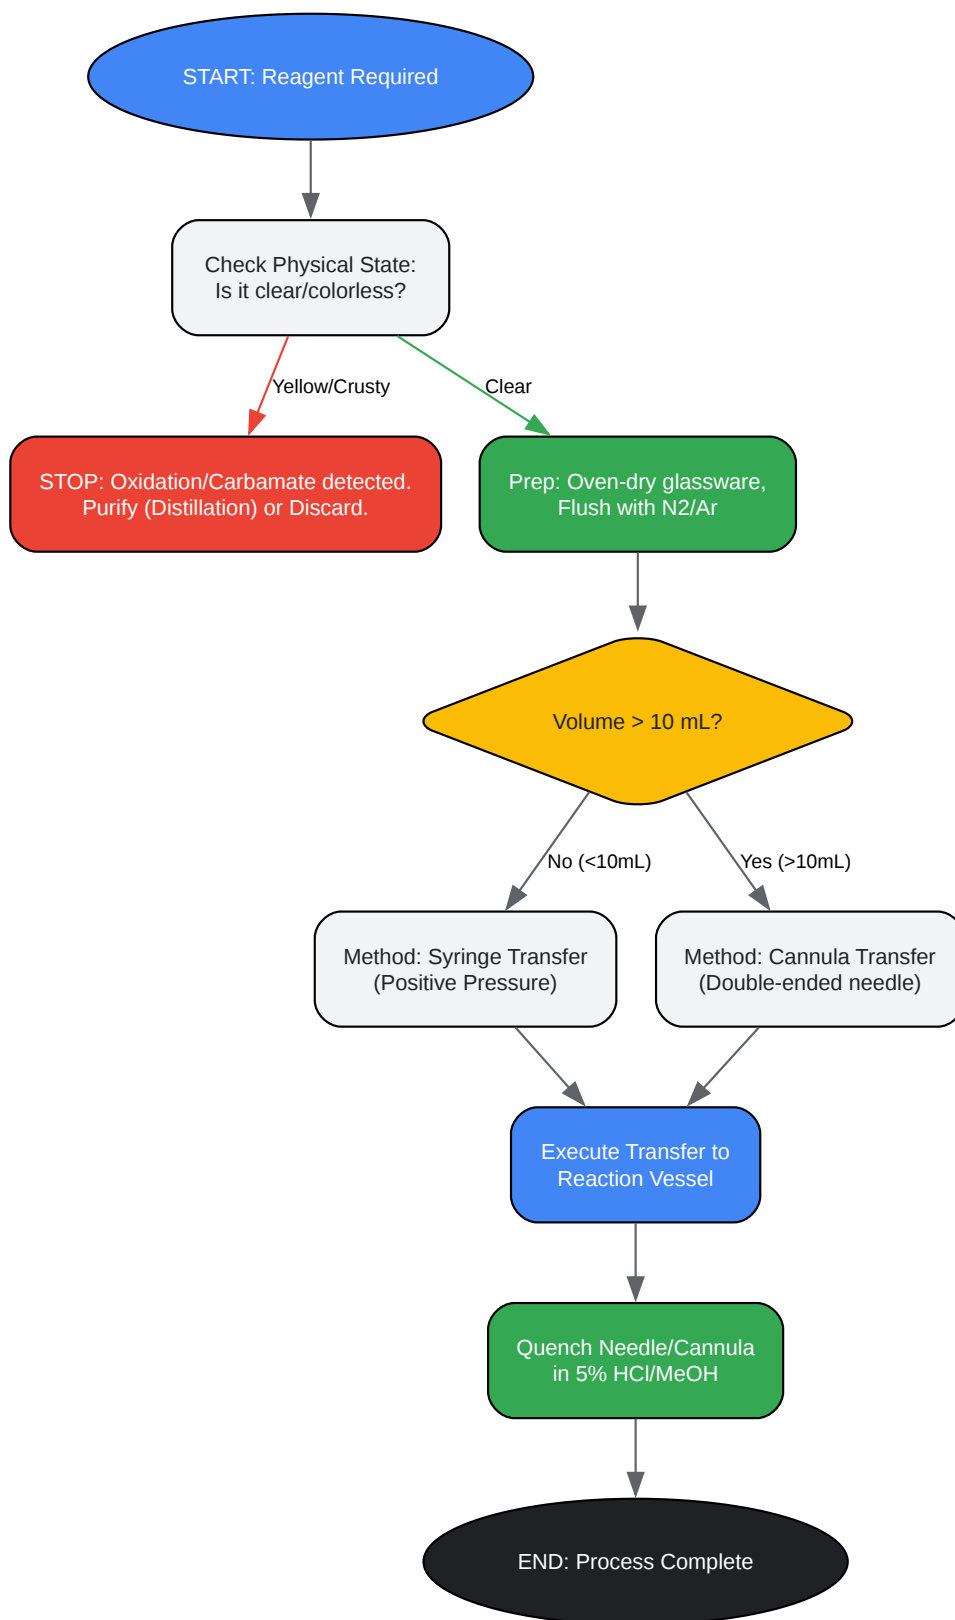 START: Reagent Required
Check Physical State:
Is it clear/colorless?
Yellow/Crusty
Clear
STOP: Oxidation/Carbamate detected.
Purify (Distillation) or Discard.
Prep: Oven-dry glassware,
Flush with N2/Ar
Volume > 10 mL?
No (<10mL)
Yes (>10mL)
Method: Syringe Transfer
(Positive Pressure)
Method: Cannula Transfer
(Double-ended needle)
Execute Transfer to
Reaction Vessel
Quench Needle/Cannula
in 5% HCl/MeOH
END: Process Complete